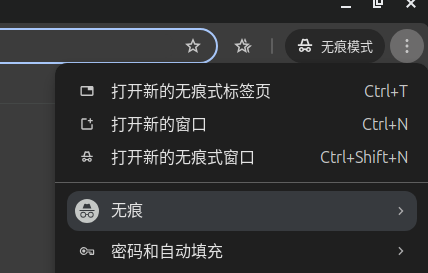 无痕模式
打开新的无痕式标签页 Ctrl+T
打开新的窗口 Ctrl+N
打开新的无痕式窗口 Ctrl+Shift+N
无痕
密码和自动填充